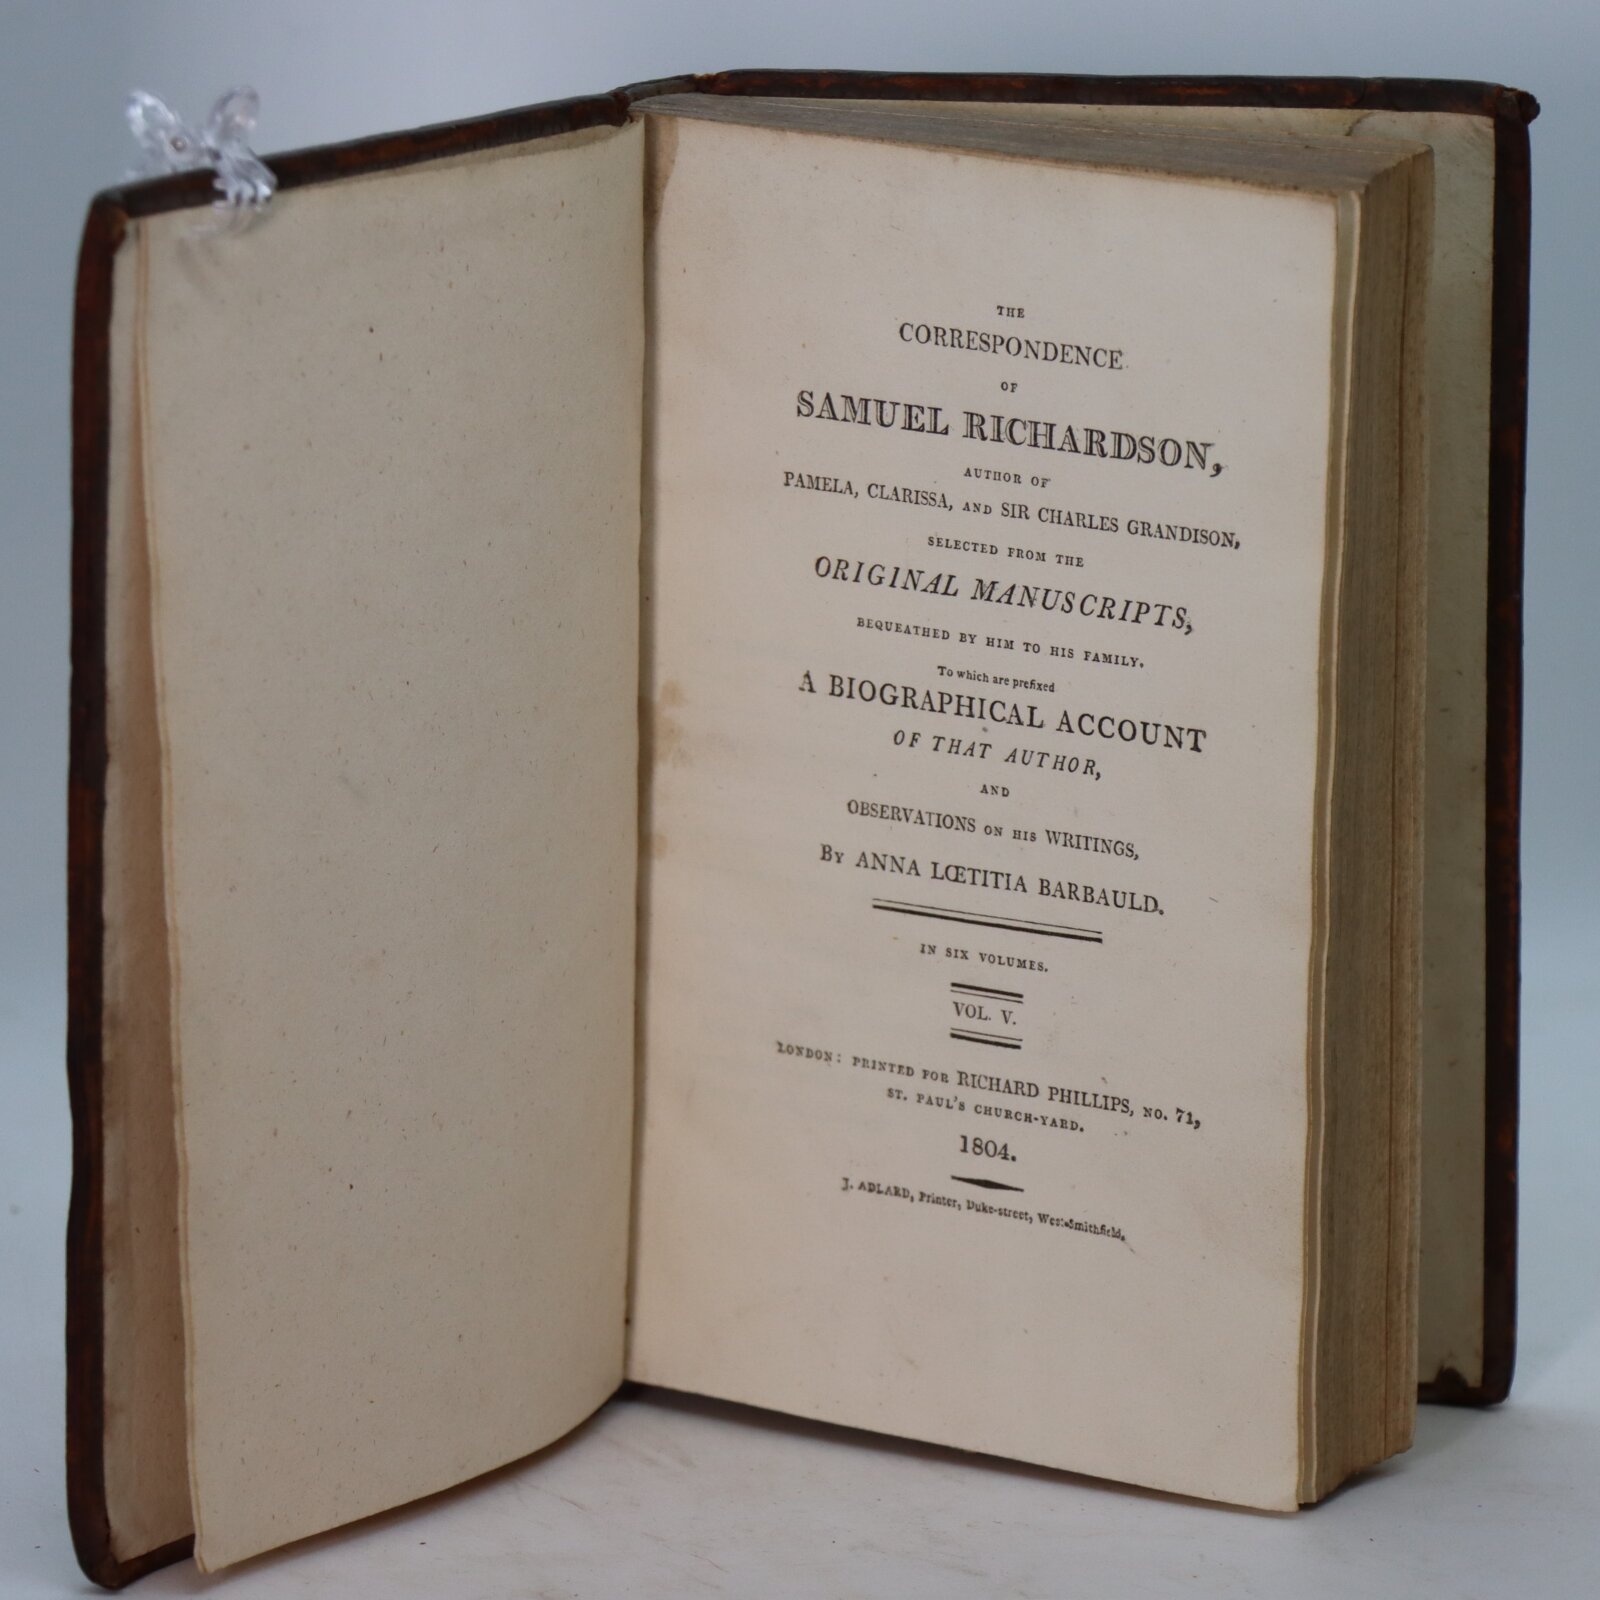 THE
CORRESPONDENCE
OF
SAMUEL RICHARDSON,
AUTHOR OF
PAMELA, CLARISSA, AND SIR CHARLES GRANDISON,
SELECTED FROM THE
ORIGINAL MANUSCRIPTS,
BEQUEATHED BY HIM TO HIS FAMILY.
To which are prefixed
A BIOGRAPHICAL ACCOUNT
OF THAT AUTHOR,
AND
OBSERVATIONS ON HIS WRITINGS,
By ANNA LŒTITIA BARBAULD.
IN SIX VOLUMES.
VOL. V.
LONDON: PRINTED FOR RICHARD PHILLIPS, NO. 71,
ST. PAUL'S CHURCH-YARD.
1804.
J. ADLARD, Printer, Duke-street, West-Smithfield.